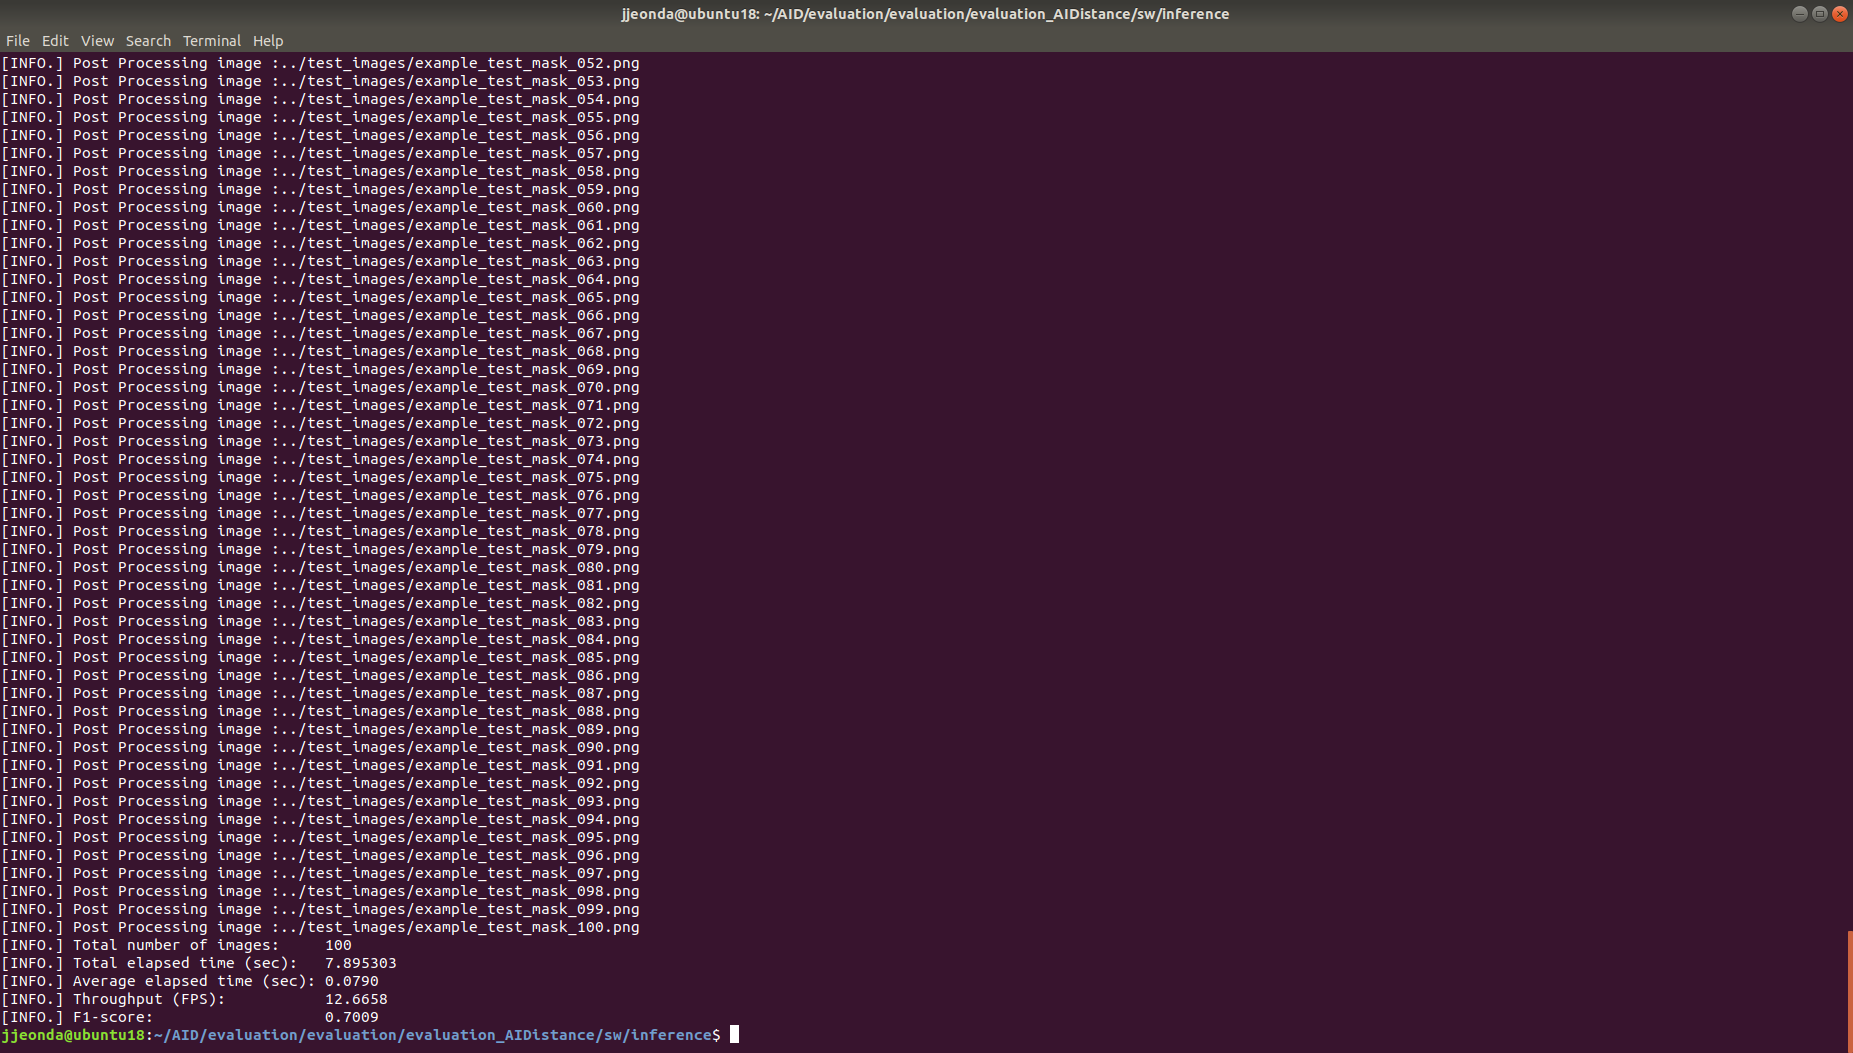 jjeonda@ubuntu18: ~/AID/evaluation/evaluation/evaluation_AIDistance/sw/inference
File Edit View Search Terminal Help
[INFO.] Post Processing image :../test_images/example_test_mask_052.png
[INFO.] Post Processing image :../test_images/example_test_mask_053.png
[INFO.] Post Processing image :../test_images/example_test_mask_054.png
[INFO.] Post Processing image :../test_images/example_test_mask_055.png
[INFO.] Post Processing image :../test_images/example_test_mask_056.png
[INFO.] Post Processing image :../test_images/example_test_mask_057.png
[INFO.] Post Processing image :../test_images/example_test_mask_058.png
[INFO.] Post Processing image :../test_images/example_test_mask_059.png
[INFO.] Post Processing image :../test_images/example_test_mask_060.png
[INFO.] Post Processing image :../test_images/example_test_mask_061.png
[INFO.] Post Processing image :../test_images/example_test_mask_062.png
[INFO.] Post Processing image :../test_images/example_test_mask_063.png
[INFO.] Post Processing image :../test_images/example_test_mask_064.png
[INFO.] Post Processing image :../test_images/example_test_mask_065.png
[INFO.] Post Processing image :../test_images/example_test_mask_066.png
[INFO.] Post Processing image :../test_images/example_test_mask_067.png
[INFO.] Post Processing image :../test_images/example_test_mask_068.png
[INFO.] Post Processing image :../test_images/example_test_mask_069.png
[INFO.] Post Processing image :../test_images/example_test_mask_070.png
[INFO.] Post Processing image :../test_images/example_test_mask_071.png
[INFO.] Post Processing image :../test_images/example_test_mask_072.png
[INFO.] Post Processing image :../test_images/example_test_mask_073.png
[INFO.] Post Processing image :../test_images/example_test_mask_074.png
[INFO.] Post Processing image :../test_images/example_test_mask_075.png
[INFO.] Post Processing image :../test_images/example_test_mask_076.png
[INFO.] Post Processing image :../test_images/example_test_mask_077.png
[INFO.] Post Processing image :../test_images/example_test_mask_078.png
[INFO.] Post Processing image :../test_images/example_test_mask_079.png
[INFO.] Post Processing image :../test_images/example_test_mask_080.png
[INFO.] Post Processing image :../test_images/example_test_mask_081.png
[INFO.] Post Processing image :../test_images/example_test_mask_082.png
[INFO.] Post Processing image :../test_images/example_test_mask_083.png
[INFO.] Post Processing image :../test_images/example_test_mask_084.png
[INFO.] Post Processing image :../test_images/example_test_mask_085.png
[INFO.] Post Processing image :../test_images/example_test_mask_086.png
[INFO.] Post Processing image :../test_images/example_test_mask_087.png
[INFO.] Post Processing image :../test_images/example_test_mask_088.png
[INFO.] Post Processing image :../test_images/example_test_mask_089.png
[INFO.] Post Processing image :../test_images/example_test_mask_090.png
[INFO.] Post Processing image :../test_images/example_test_mask_091.png
[INFO.] Post Processing image :../test_images/example_test_mask_092.png
[INFO.] Post Processing image :../test_images/example_test_mask_093.png
[INFO.] Post Processing image :../test_images/example_test_mask_094.png
[INFO.] Post Processing image :../test_images/example_test_mask_095.png
[INFO.] Post Processing image :../test_images/example_test_mask_096.png
[INFO.] Post Processing image :../test_images/example_test_mask_097.png
[INFO.] Post Processing image :../test_images/example_test_mask_098.png
[INFO.] Post Processing image :../test_images/example_test_mask_099.png
[INFO.] Post Processing image :../test_images/example_test_mask_100.png
[INFO.] Total number of images:     100
[INFO.] Total elapsed time (sec):   7.895303
[INFO.] Average elapsed time (sec): 0.0790
[INFO.] Throughput (FPS):           12.6658
[INFO.] F1-score:                   0.7009
jjeonda@ubuntu18:~/AID/evaluation/evaluation/evaluation_AIDistance/sw/inference$